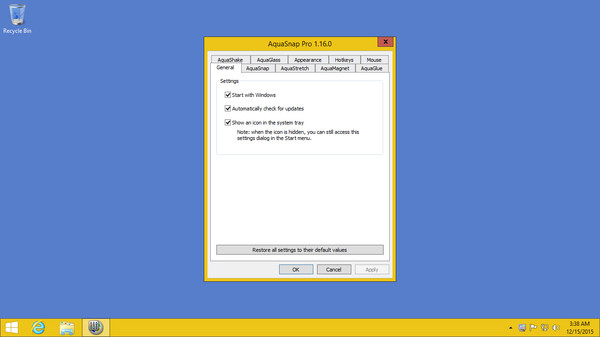 Recycle Bin
AquaSnap Pro 1.16.0
x
AquaShake AquaGlass Appearance Hotkeys Mouse
General AquaSnap AquaStretch AquaMagnet AquaGlue
Settings
Start with Windows
Automatically check for updates
Show an icon in the system tray
Note: when the icon is hidden, you can still access this
settings dialog in the Start menu.
Restore all settings to their default values
OK Cancel Apply
3:38 AM
12/15/2015